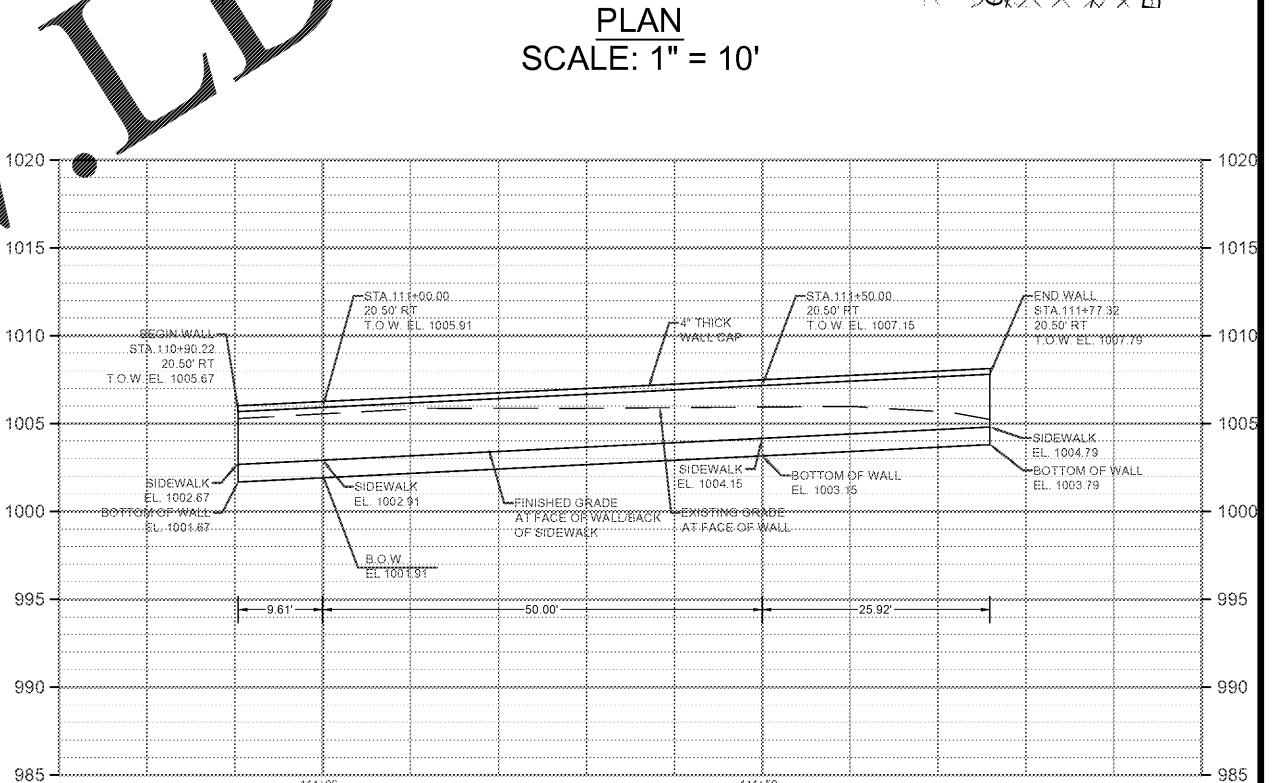 .LD
PLAN
SCALE: 1" = 10'
1020
1020
1015
1015
1010
1010
1005
1005
1000
1000
995
995
990
990
985
985
BEGIN WALL
STA.110+90.22
20.50' RT
T.O.W. EL. 1005.67
STA.111+00.00
20.50' RT
T.O.W. EL. 1005.91
4" THICK
WALL CAP
STA.111+50.00
20.50' RT
T.O.W. EL. 1007.15
END WALL
STA.111+77.32
20.50' RT
T.O.W. EL. 1007.79
SIDEWALK
EL. 1002.67
BOTTOM OF WALL
EL. 1001.67
SIDEWALK
EL. 1002.91
B.O.W
EL 1001.91
FINISHED GRADE
AT FACE OF WALL/BACK
OF SIDEWALK
SIDEWALK
EL. 1004.15
EXISTING GRADE
AT FACE OF WALL
BOTTOM OF WALL
EL. 1003.15
SIDEWALK
EL. 1004.79
BOTTOM OF WALL
EL. 1003.79
9.61'
50.00'
25.92'